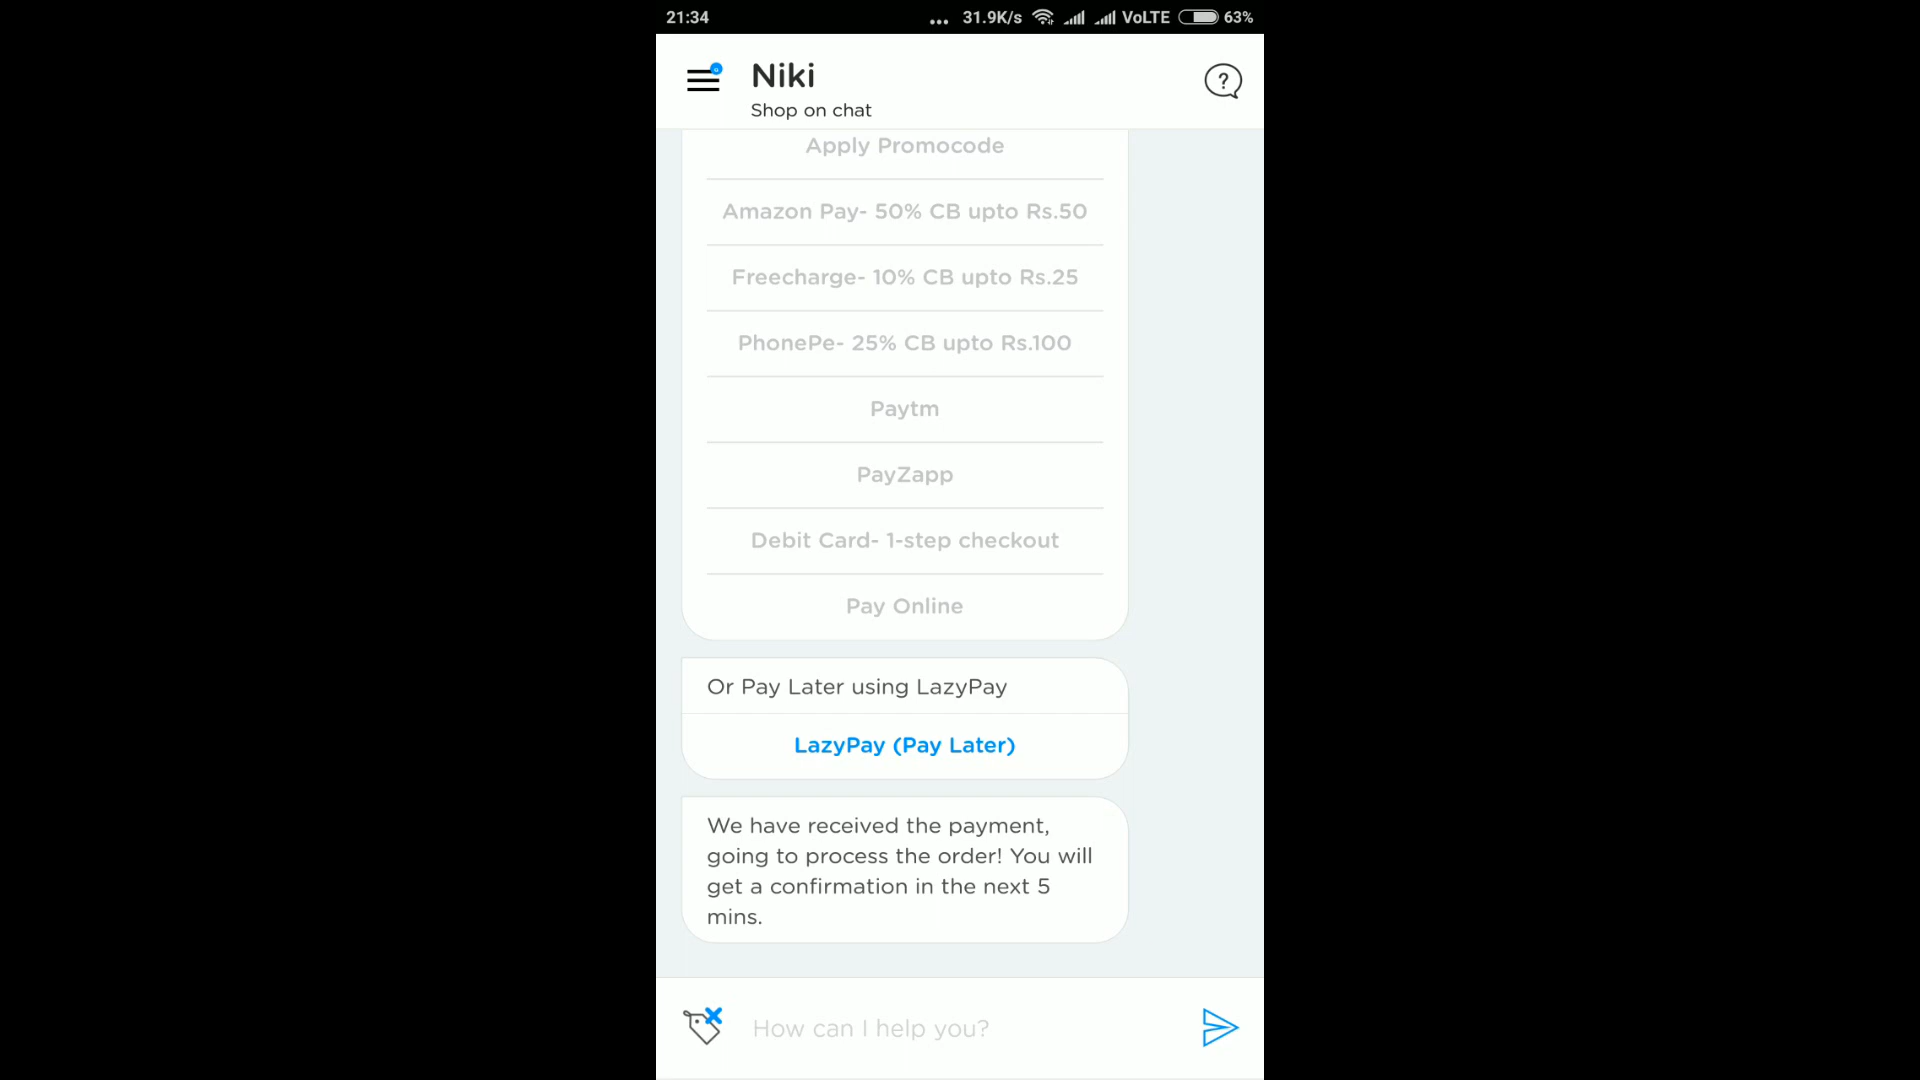 21:34
... 31.9K/s VoLTE 63%
Niki
Shop on chat
?
Apply Promocode
Amazon Pay- 50% CB upto Rs.50
Freecharge- 10% CB upto Rs.25
PhonePe- 25% CB upto Rs.100
Paytm
PayZapp
Debit Card- 1-step checkout
Pay Online
Or Pay Later using LazyPay
LazyPay (Pay Later)
We have received the payment,
going to process the order! You will
get a confirmation in the next 5
mins.
How can I help you?